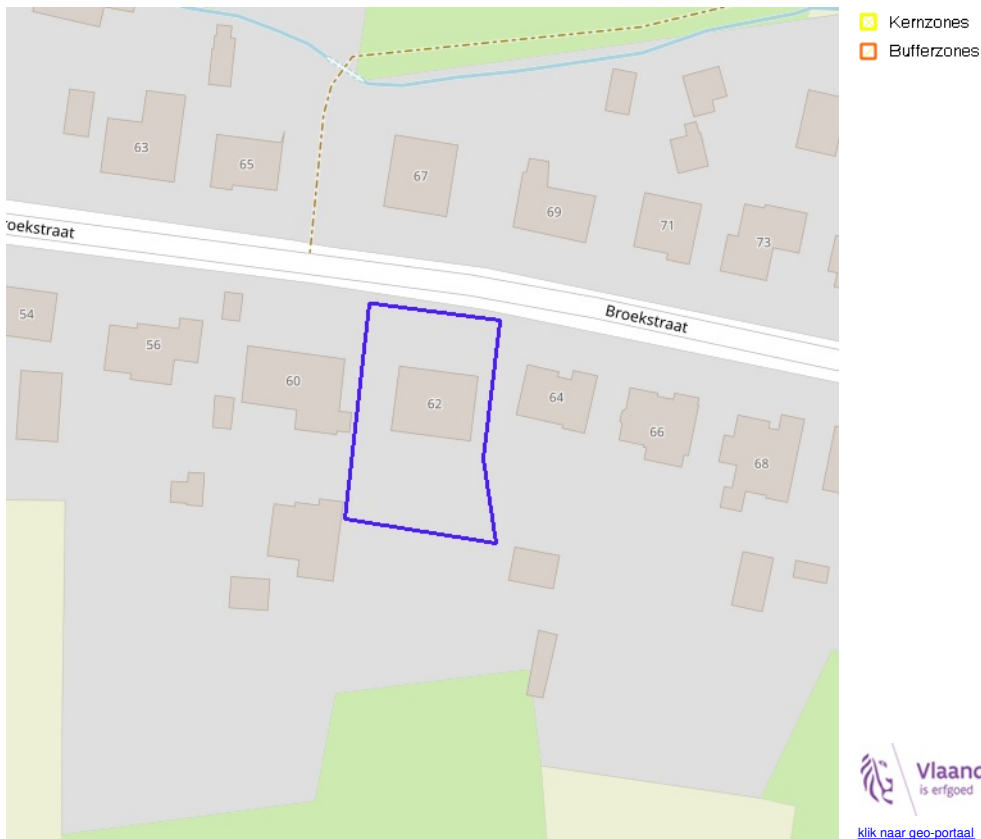 Kernzones
Bufferzones
63
65
67
69
71
73
roekstraat
Broekstraat
54
56
60
62
64
66
68
Vlaand
is erfgoed
klik naar geo-portaal